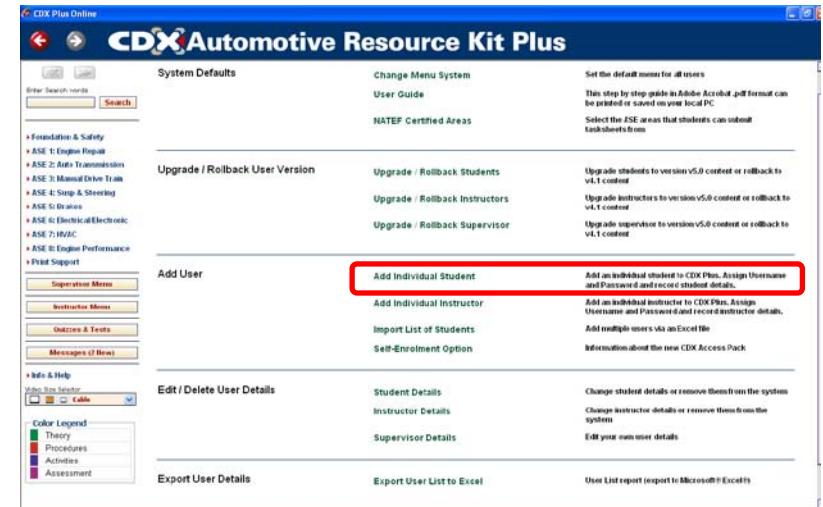 CDX Plus Online
CDX Automotive Resource Kit Plus
Enter Search words
Search
Foundation & Safety
ASE 1: Engine Repair
ASE 2: Auto Transmission
ASE 3: Manual Drive Train
ASE 4: Susp & Steering
ASE 5: Brakes
ASE 6: Electrical Electronic
ASE 7: HVAC
ASE 8: Engine Performance
Print Support
Supervisor Menu
Instructor Menu
Quizzes & Tests
Messages (2 New)
Info & Help
Video Size Selector
Cable
Color Legend
Theory
Procedures
Activities
Assessment
System Defaults
Change Menu System
Set the default menu for all users
User Guide
This step by step guide in Adobe Acrobat .pdf format can
be printed or saved on your local PC
NATEF Certified Areas
Select the ASE areas that students can submit
tasksheets from
Upgrade / Rollback User Version
Upgrade / Rollback Students
Upgrade students to version v5.0 content or rollback to
v4.1 content
Upgrade / Rollback Instructors
Upgrade instructors to version v5.0 content or rollback to
v4.1 content
Upgrade / Rollback Supervisor
Upgrade supervisor to version v5.0 content or rollback to
v4.1 content
Add User
Add Individual Student
Add an individual student to CDX Plus. Assign Username
and Password and record student details.
Add Individual Instructor
Add an individual instructor to CDX Plus. Assign
Username and Password and record instructor details.
Import List of Students
Add multiple users via an Excel file
Self-Enrolment Option
Information about the new CDX Access Pack
Edit / Delete User Details
Student Details
Change student details or remove them from the system
Instructor Details
Change instructor details or remove them from the
system
Supervisor Details
Edit your own user details
Export User Details
Export User List to Excel
User List report (export to Microsoft® Excel®)